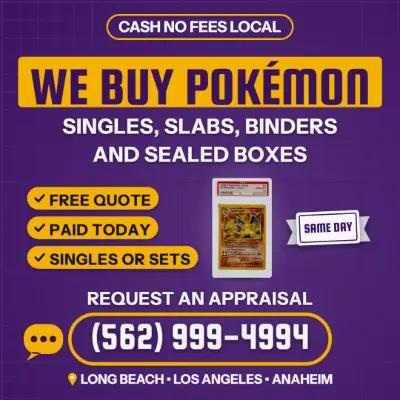 CASH NO FEES LOCAL
WE BUY POKÉMON
SINGLES, SLABS, BINDERS
AND SEALED BOXES
FREE QUOTE
PAID TODAY
SINGLES OR SETS
SAME DAY
REQUEST AN APPRAISAL
(562) 999-4994
LONG BEACH • LOS ANGELES • ANAHEIM